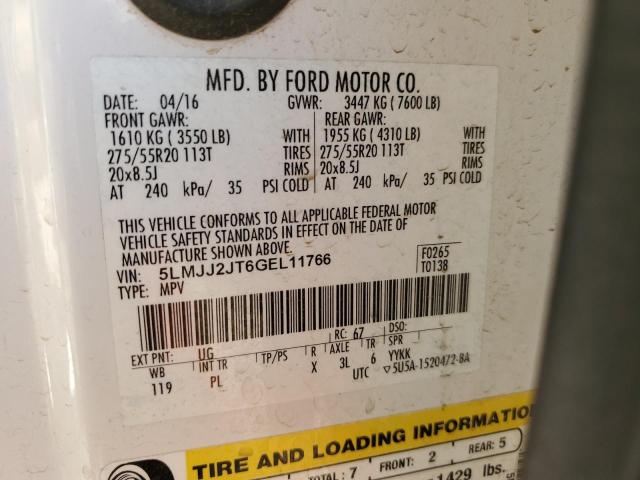 MFD. BY FORD MOTOR CO.
DATE: 04/16 GVWR: 3447 KG ( 7600 LB)
FRONT GAWR: REAR GAWR:
1610 KG ( 3550 LB) WITH 1955 KG ( 4310 LB) WITH
275/55R20 113T TIRES 275/55R20 113T TIRES
20x8.5J RIMS 20x8.5J RIMS
AT 240 kPa/ 35 PSI COLD AT 240 kPa/ 35 PSI COLD
THIS VEHICLE CONFORMS TO ALL APPLICABLE FEDERAL MOTOR
VEHICLE SAFETY STANDARDS IN EFFECT ON THE DATE OF
MANUFACTURE SHOWN ABOVE.
VIN: 5LMJJ2JT6GEL11766 F0265
TYPE: MPV T0138
EXT PNT: UG RC: 67 DSO:
WB INT TR TP/PS R AXLE TR SPR
119 PL X 3L 6 YYKK
UTC 5U5A-1520472-BA
TIRE AND LOADING INFORMATION
TOTAL: 7 FRONT: 2 REAR: 5
1429 lbs.